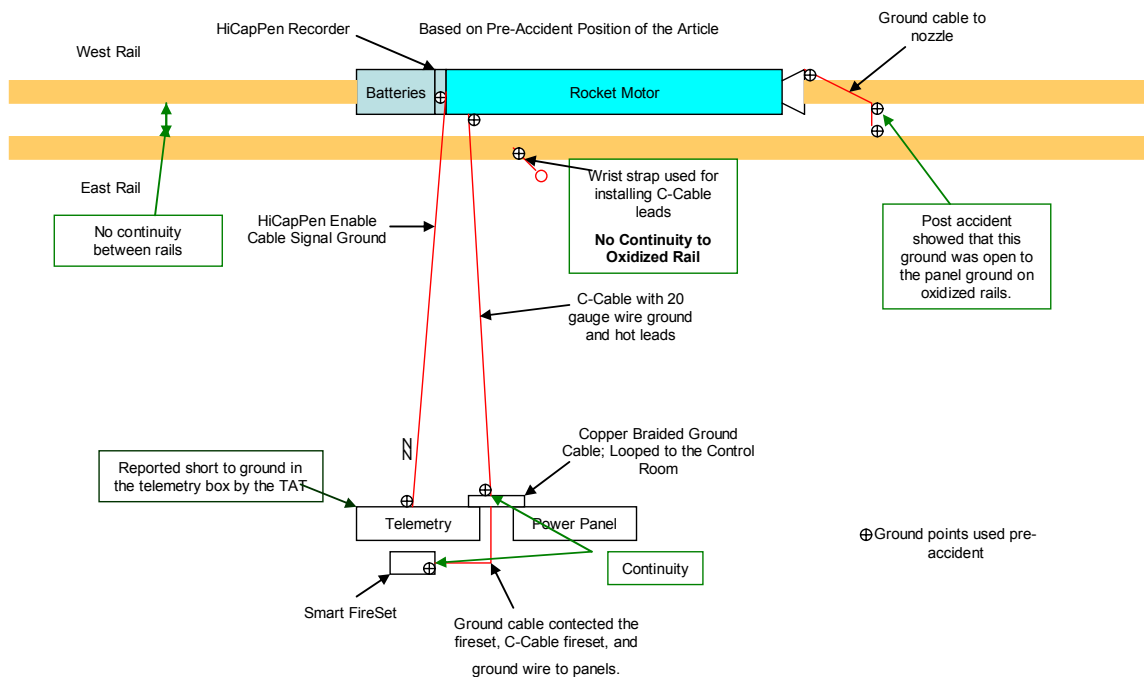 HiCapPen Recorder
Based on Pre-Accident Position of the Article
Ground cable to
nozzle
West Rail
Batteries
Rocket Motor
East Rail
No continuity
between rails
HiCapPen Enable
Cable Signal Ground
Wrist strap used for
installing C-Cable
leads
No Continuity to
Oxidized Rail
Post accident
showed that this
ground was open to
the panel ground on
oxidized rails.
C-Cable with 20
gauge wire ground
and hot leads
Copper Braided Ground
Cable; Looped to the Control
Room
Reported short to ground in
the telemetry box by the TAT
Telemetry
Power Panel
Ground points used pre-
accident
Continuity
Smart FireSet
Ground cable contected the
fireset, C-Cable fireset, and
ground wire to panels.